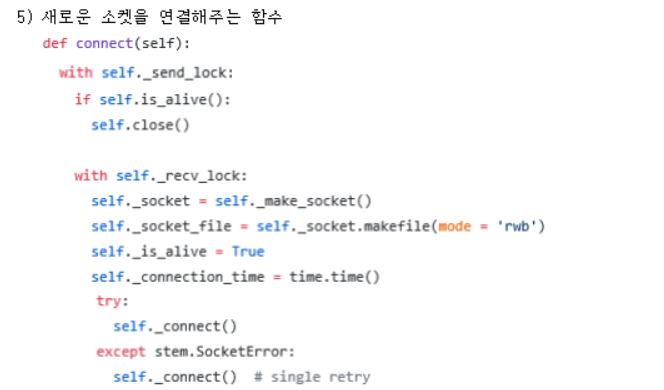 5) 새로운 소켓을 연결해주는 함수
def connect(self):
with self._send_lock:
if self.is_alive():
self.close()
with self._recv_lock:
self._socket = self._make_socket()
self._socket_file = self._socket.makefile(mode = 'rwb')
self._is_alive = True
self._connection_time = time.time()
try:
self._connect()
except stem.SocketError:
self._connect()  # single retry